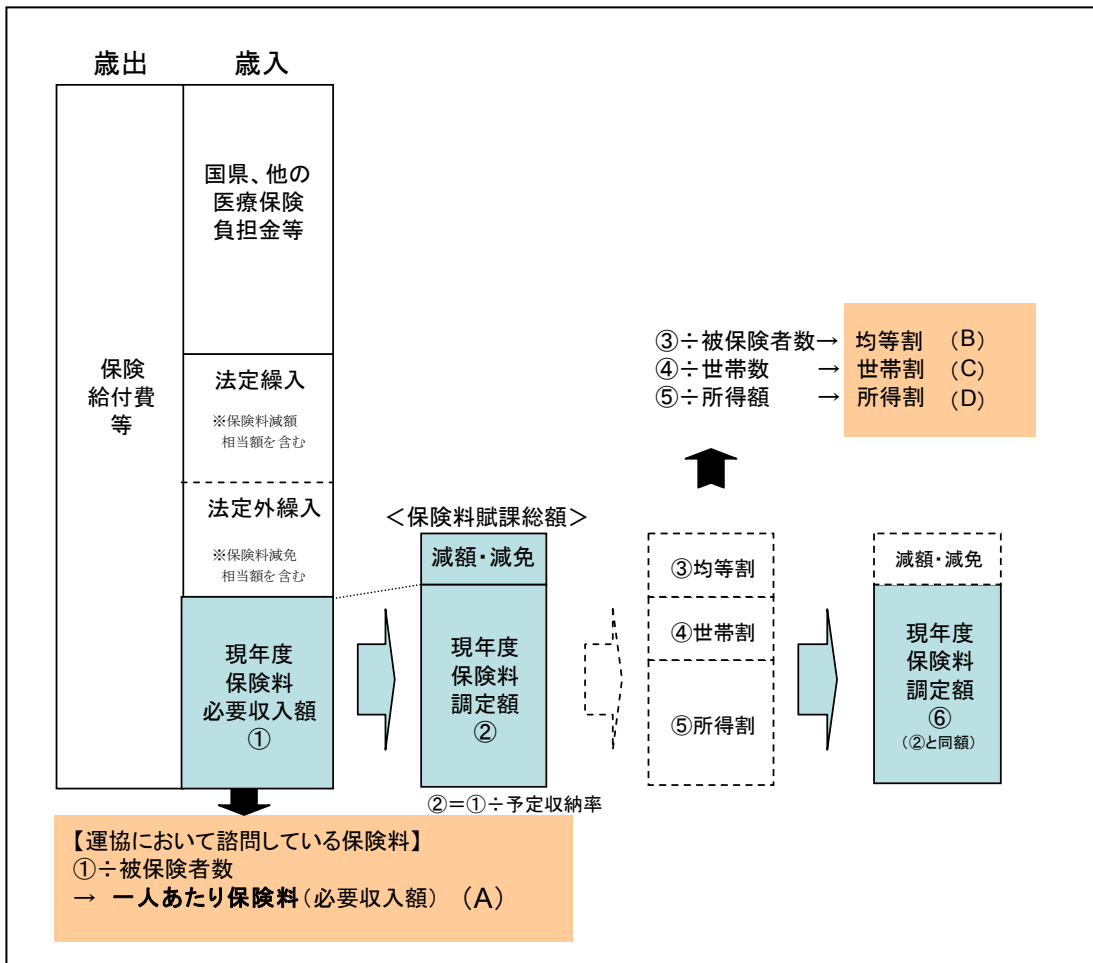 歳出
歳入
国県、他の
医療保険
負担金等
保険
給付費
等
法定繰入
※保険料減額
相当額を含む
法定外繰入
※保険料減免
相当額を含む
現年度
保険料
必要収入額
①
＜保険料賦課総額＞
減額・減免
現年度
保険料
調定額
②
②＝①÷予定収納率
③÷被保険者数→ 均等割 (B)
④÷世帯数 → 世帯割 (C)
⑤÷所得額 → 所得割 (D)
③均等割
④世帯割
⑤所得割
減額・減免
現年度
保険料
調定額
⑥
(②と同額)
【運協において諮問している保険料】
①÷被保険者数
→ 一人あたり保険料(必要収入額) (A)